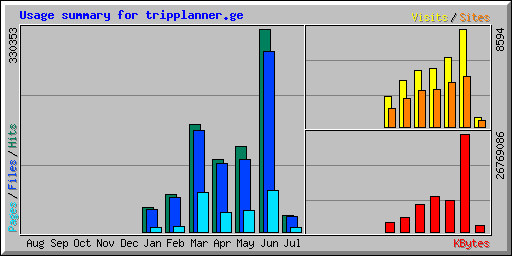 Usage summary for tripplanner.ge
Visits / Sites
330353
8594
Pages / Files / Hits
26769086
Aug Sep Oct Nov Dec Jan Feb Mar Apr May Jun Jul
KBytes